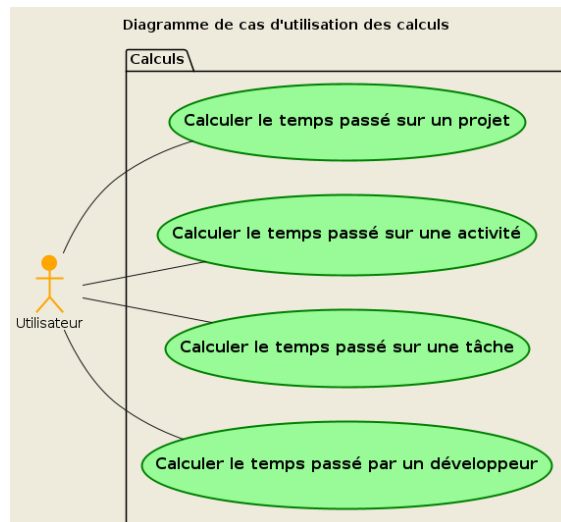 Diagramme de cas d'utilisation des calculs
Calculs
Calculer le temps passé sur un projet
Calculer le temps passé sur une activité
Utilisateur
Calculer le temps passé sur une tâche
Calculer le temps passé par un développeur